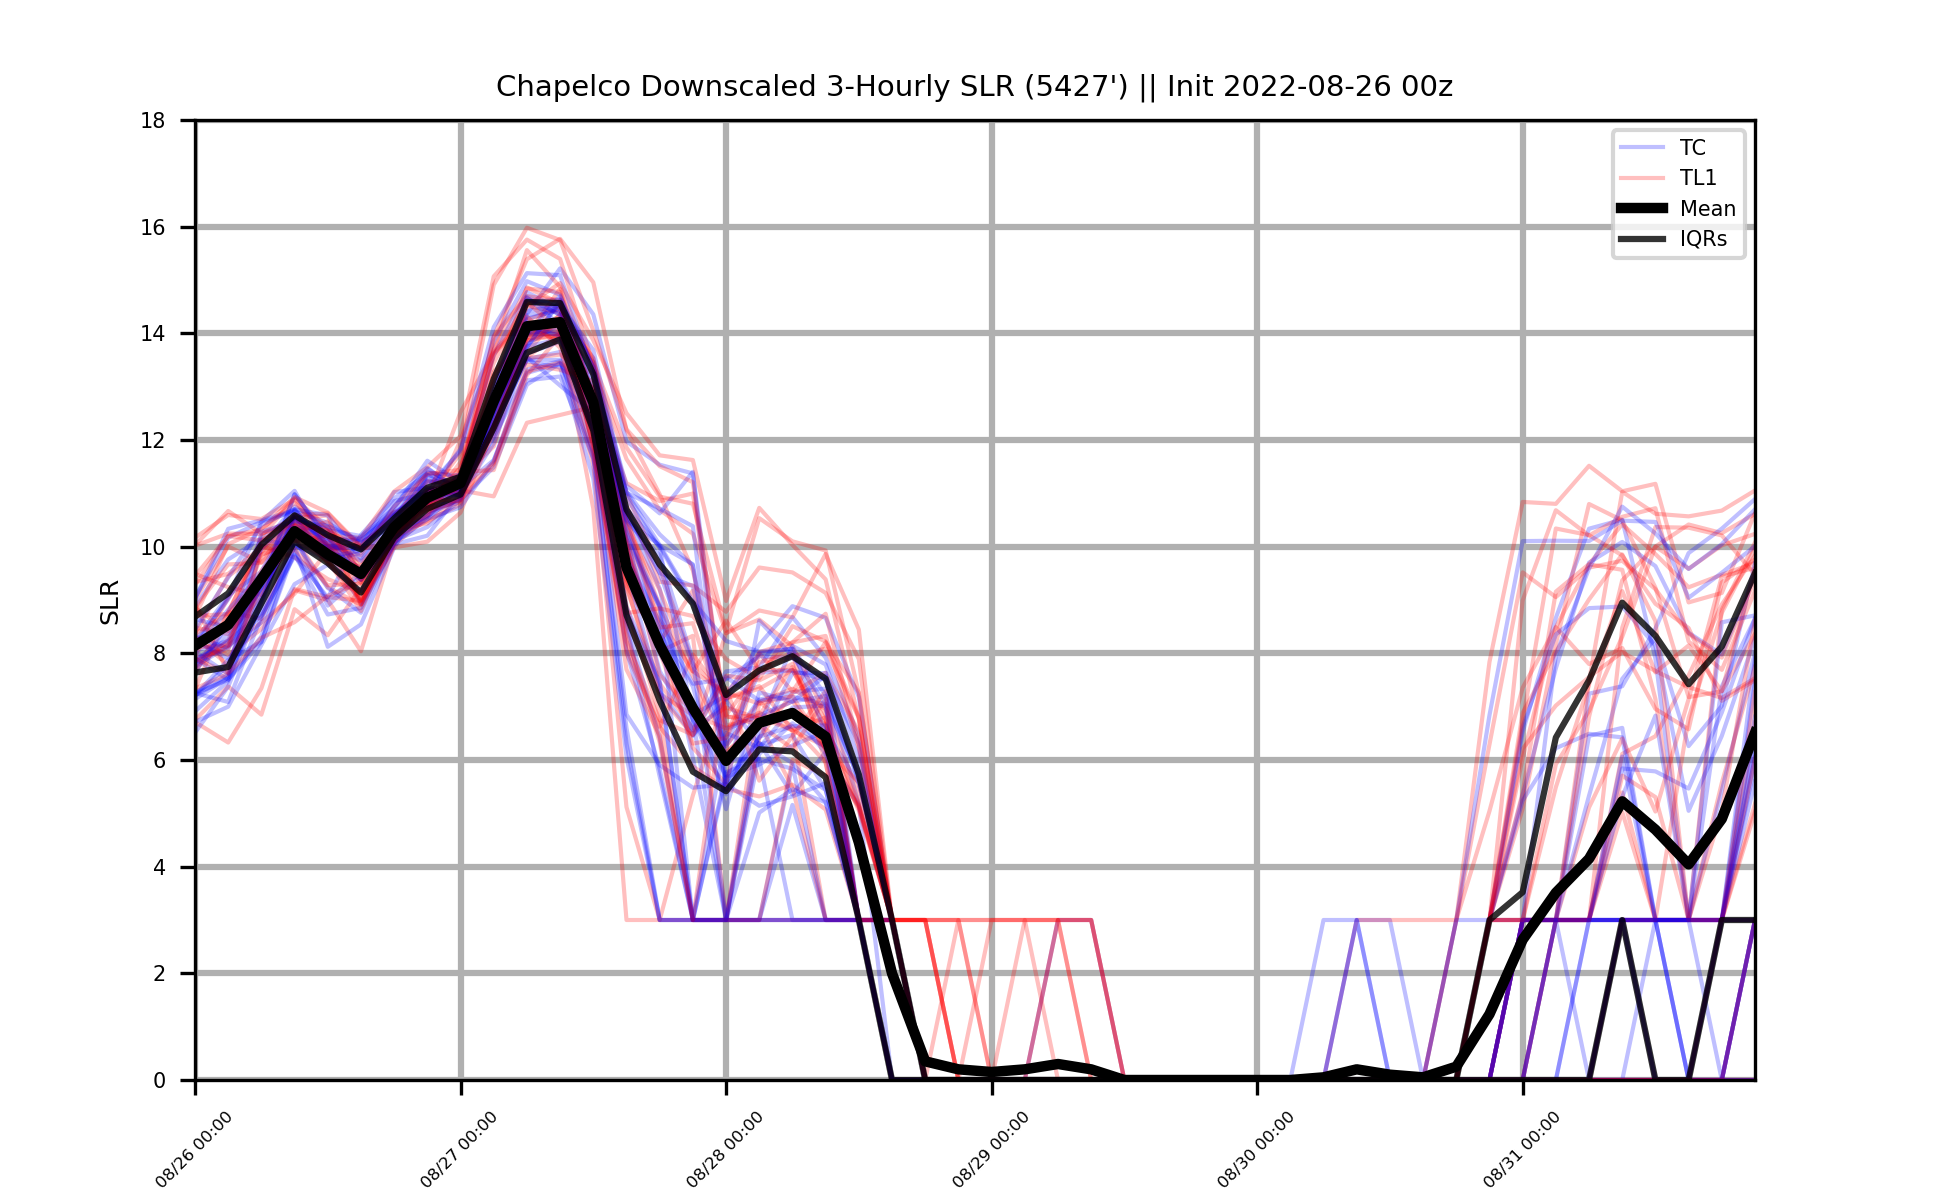 Chapelco Downscaled 3-Hourly SLR (5427') || Init 2022-08-26 00z
SLR
18
16
14
12
10
8
6
4
2
0
TC
TL1
Mean
IQRs
08/26 00:00
08/27 00:00
08/28 00:00
08/29 00:00
08/30 00:00
08/31 00:00